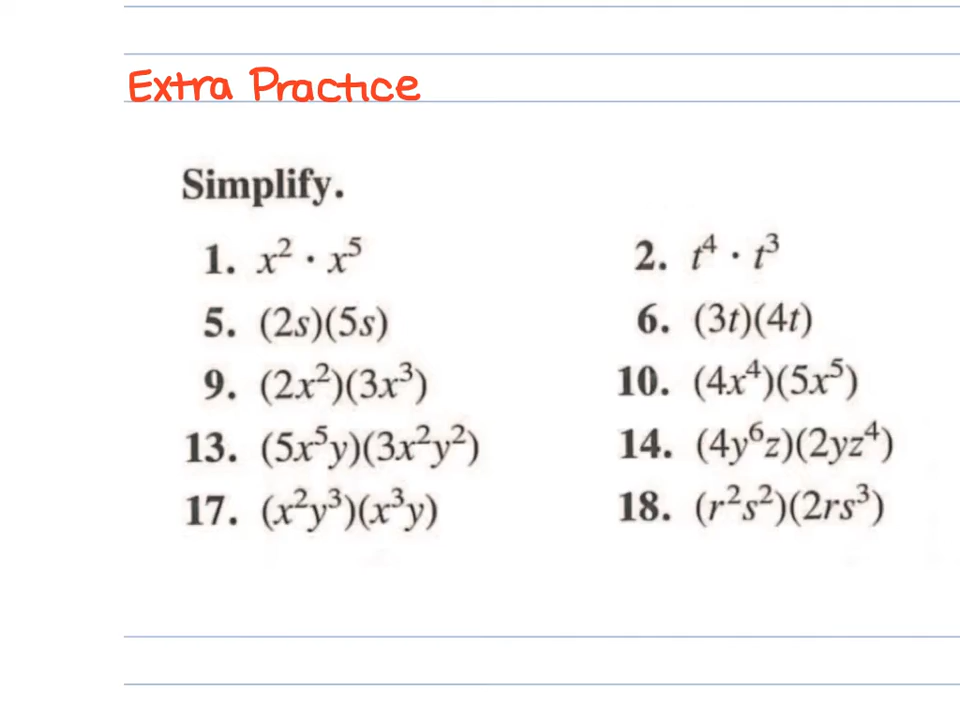 Extra Practice
Simplify.
1. x² · x⁵ 2. t⁴ · t³
5. (2s)(5s) 6. (3t)(4t)
9. (2x²)(3x³) 10. (4x⁴)(5x⁵)
13. (5x⁵y)(3x²y²) 14. (4y⁶z)(2yz⁴)
17. (x²y³)(x³y) 18. (r²s²)(2rs³)